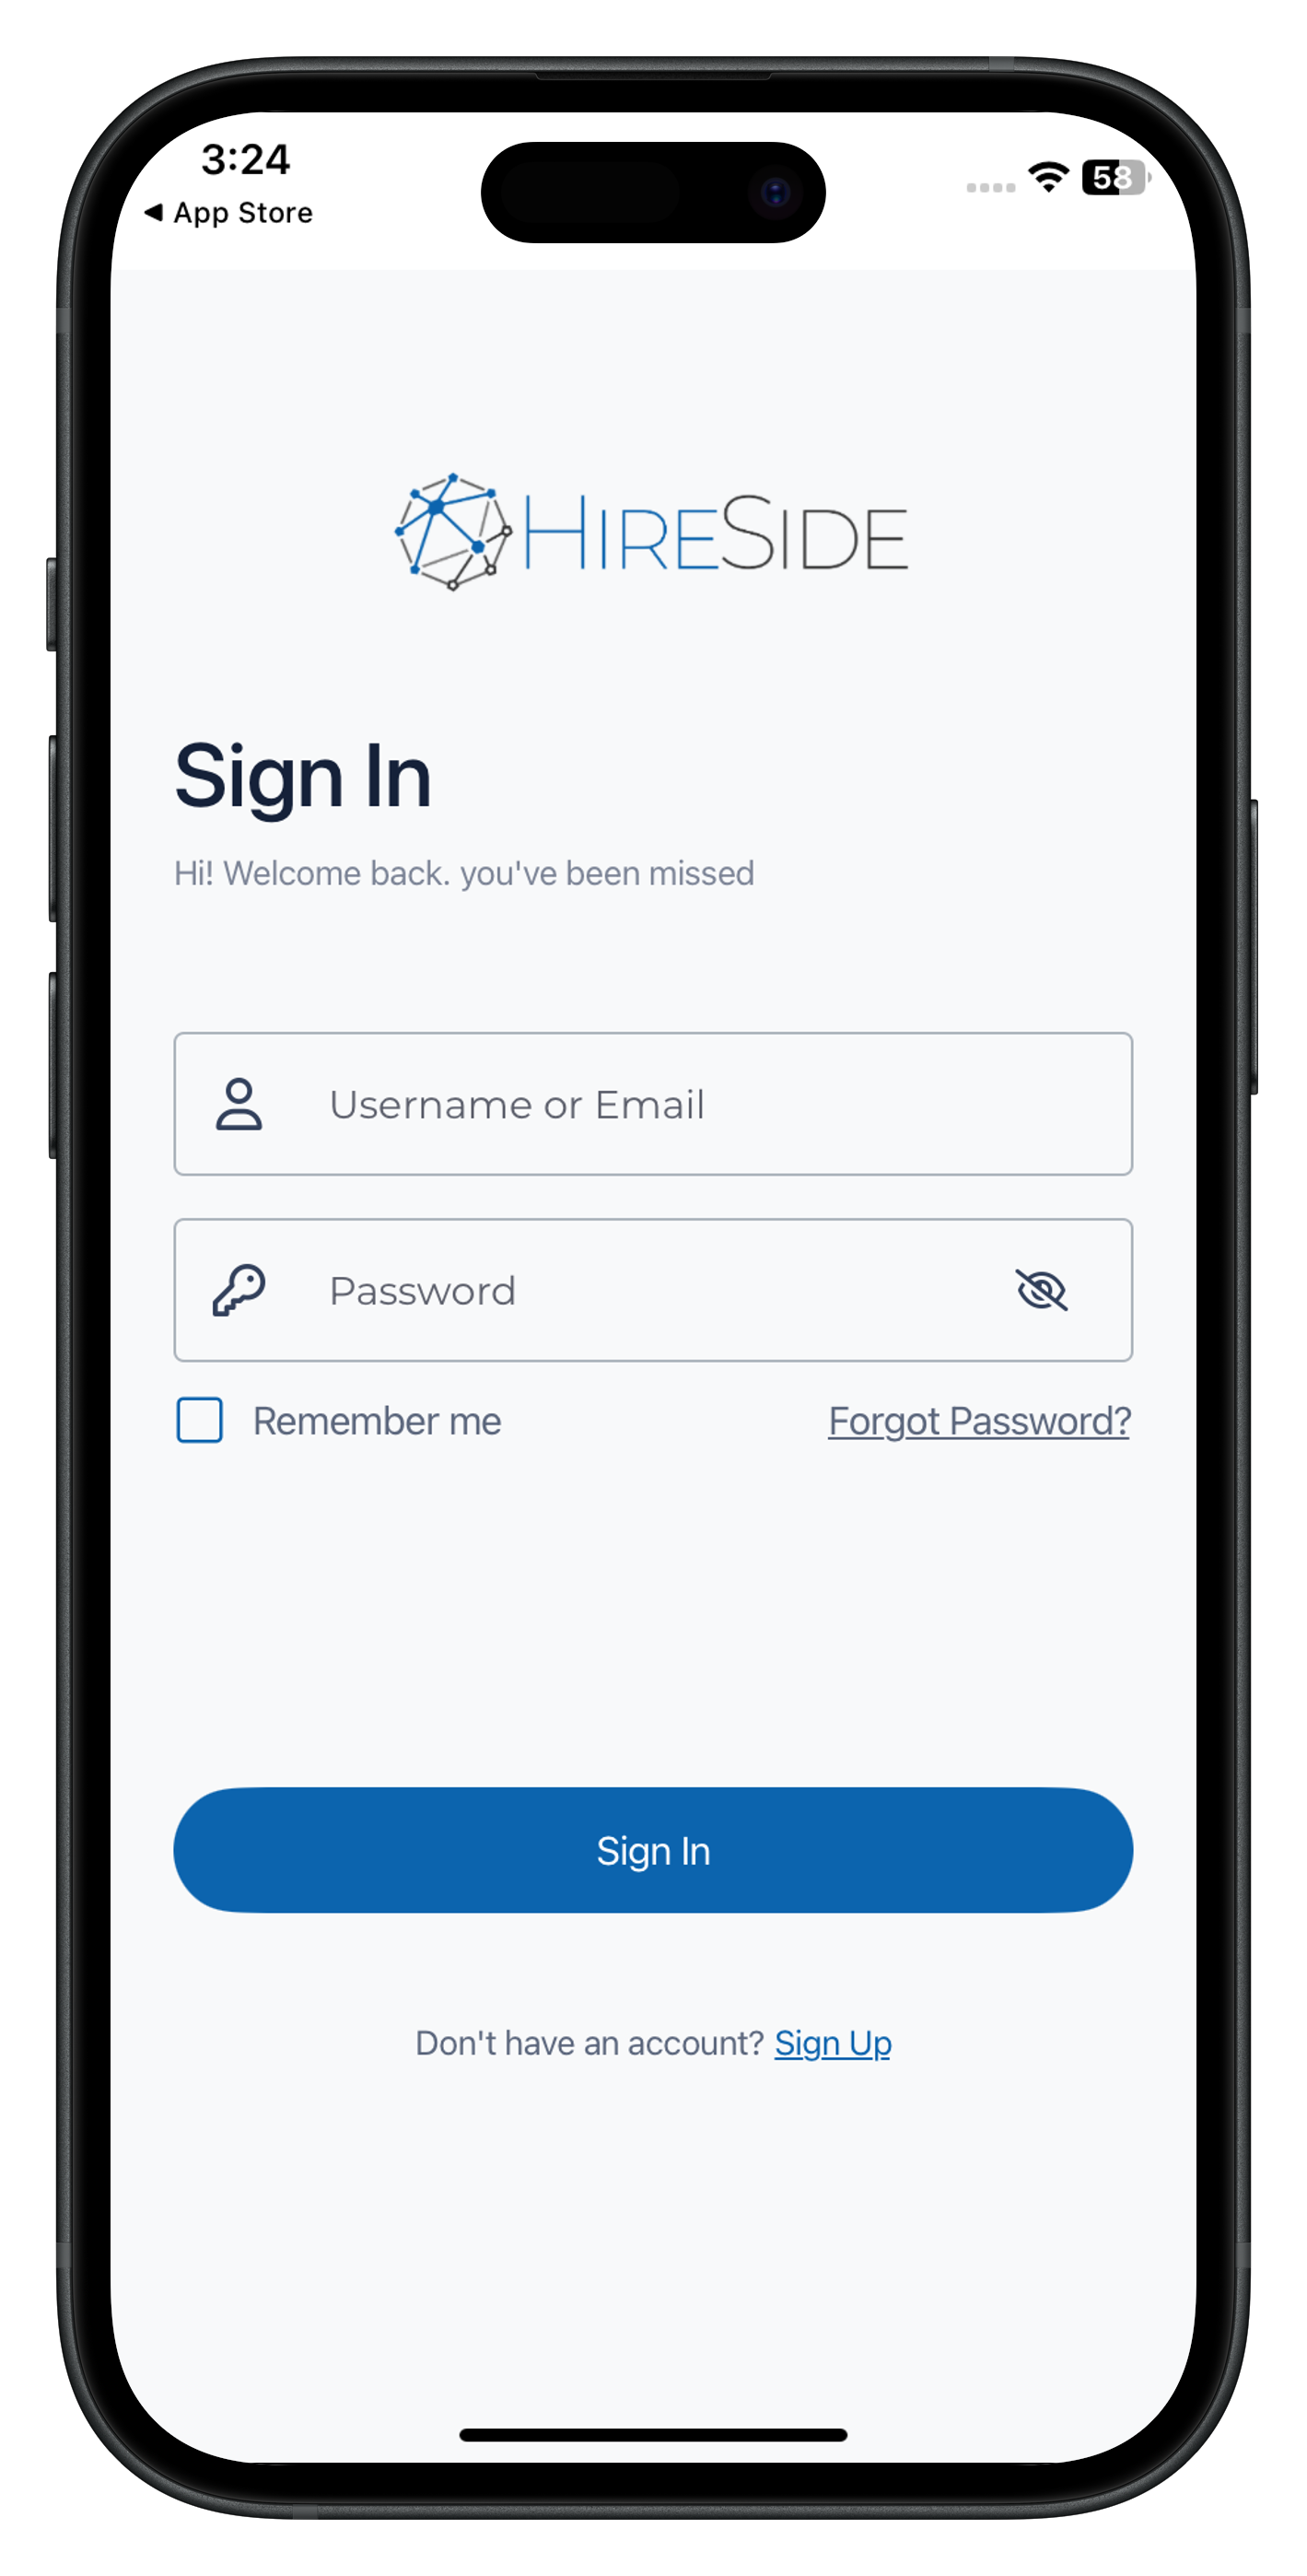 3:24
58
◀ App Store
HIRESIDE
Sign In
Hi! Welcome back. you've been missed
Username or Email
Password
Remember me
Forgot Password?
Sign In
Don't have an account? Sign Up